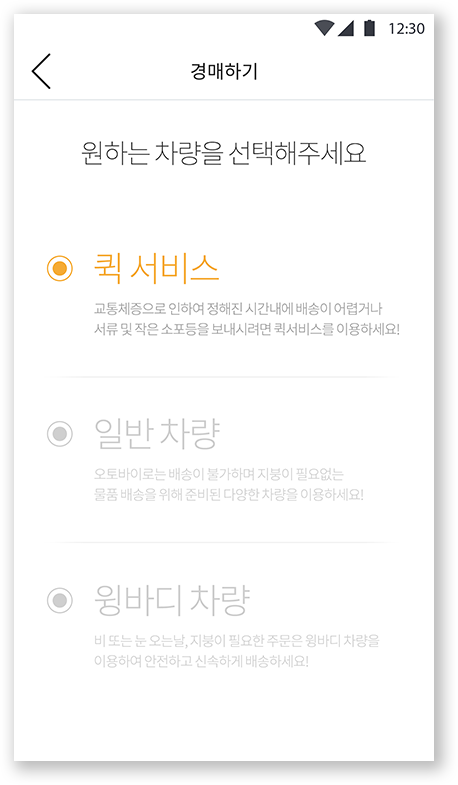 12:30
경매하기
원하는 차량을 선택해주세요
퀵 서비스
교통체증으로 인하여 정해진 시간내에 배송이 어렵거나
서류 및 작은 소포등을 보내시려면 퀵서비스를 이용하세요!
일반 차량
오토바이로는 배송이 불가하며 지붕이 필요없는
물품 배송을 위해 준비된 다양한 차량을 이용하세요!
윙바디 차량
비 또는 눈 오는날, 지붕이 필요한 주문은 윙바디 차량을
이용하여 안전하고 신속하게 배송하세요!